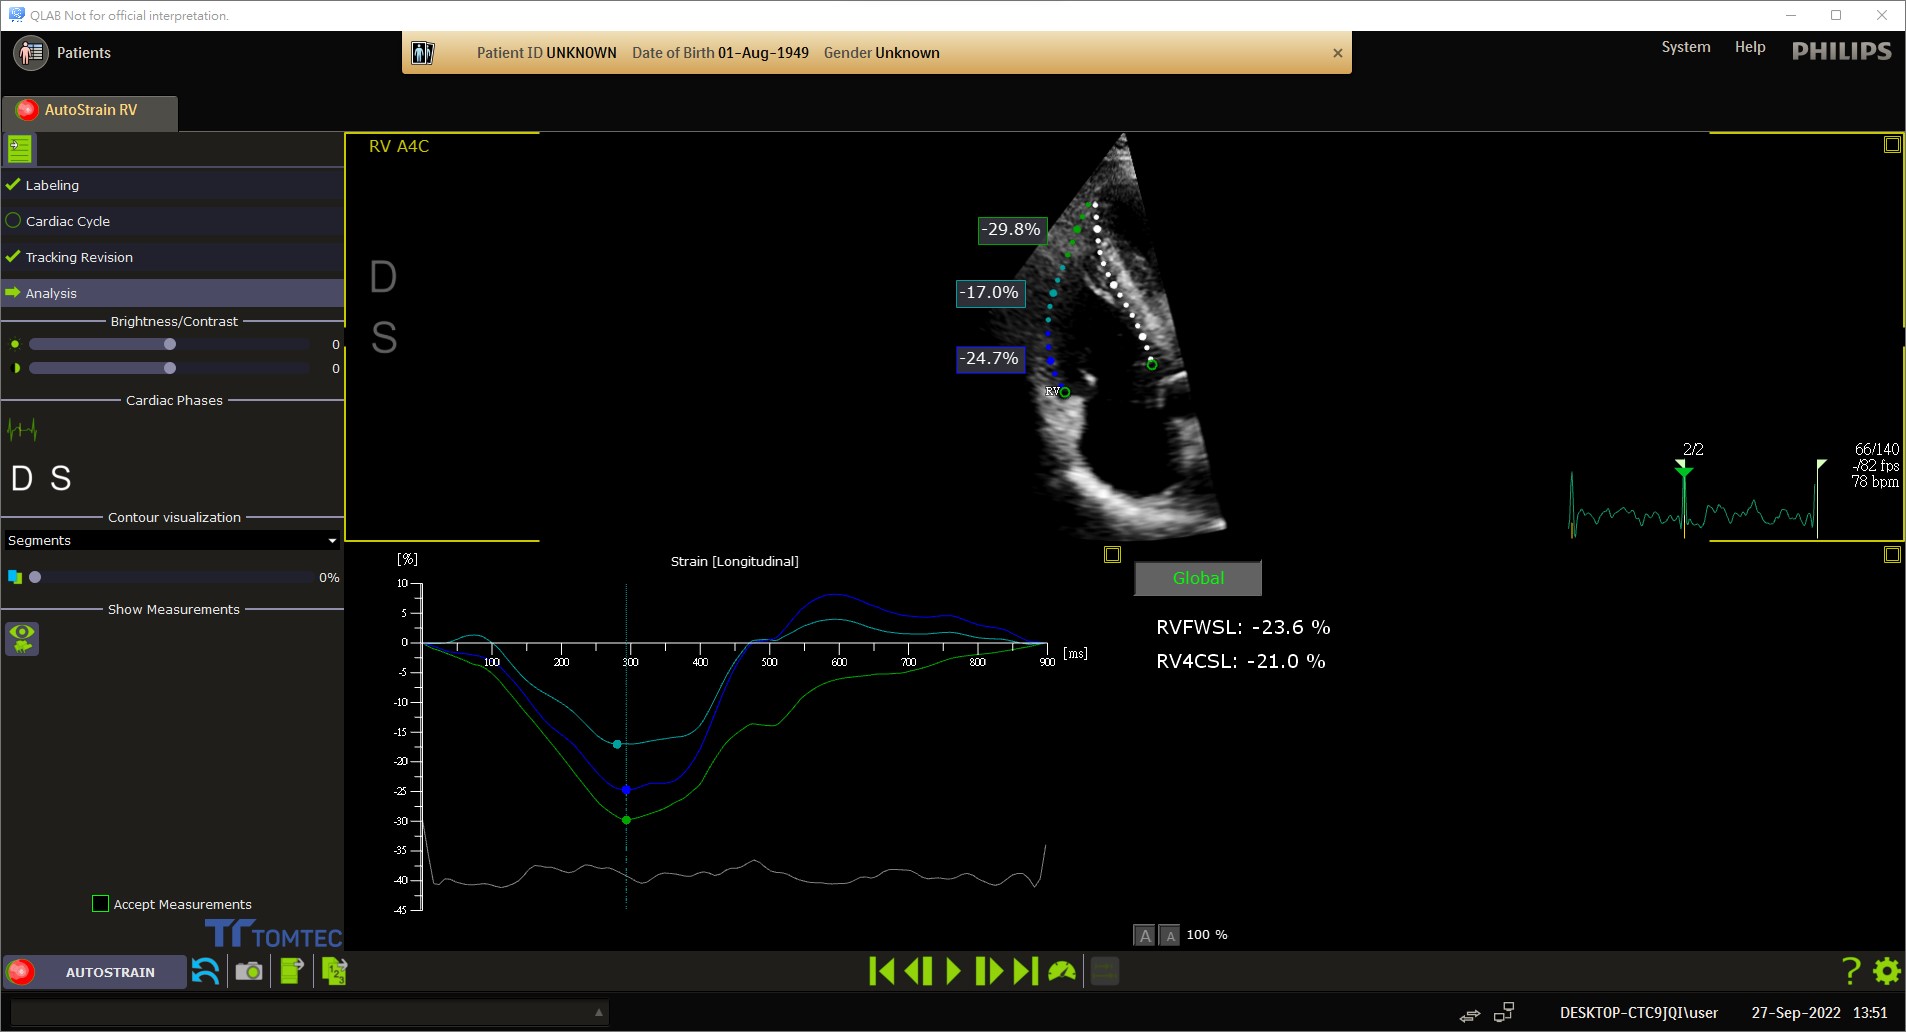 QLAB Not for official interpretation.
Patients
Patient ID UNKNOWN Date of Birth 01-Aug-1949 Gender Unknown
System Help PHILIPS
AutoStrain RV
Labeling
Cardiac Cycle
Tracking Revision
Analysis
Brightness/Contrast
0
0
Cardiac Phases
D S
Contour visualization
Segments
0%
Show Measurements
Accept Measurements
TOMTEC
RV A4C
D
S
-29.8%
-17.0%
-24.7%
RV
2/2
66/140
-/82 fps
78 bpm
[%]
Strain [Longitudinal]
10
5
0
-5
-10
-15
-20
-25
-30
-35
-40
-45
100 200 300 400 500 600 700 800 900 [ms]
Global
RVFWSL: -23.6 %
RV4CSL: -21.0 %
A A 100 %
AUTOSTRAIN
DESKTOP-CTC9JQI\user 27-Sep-2022 13:51